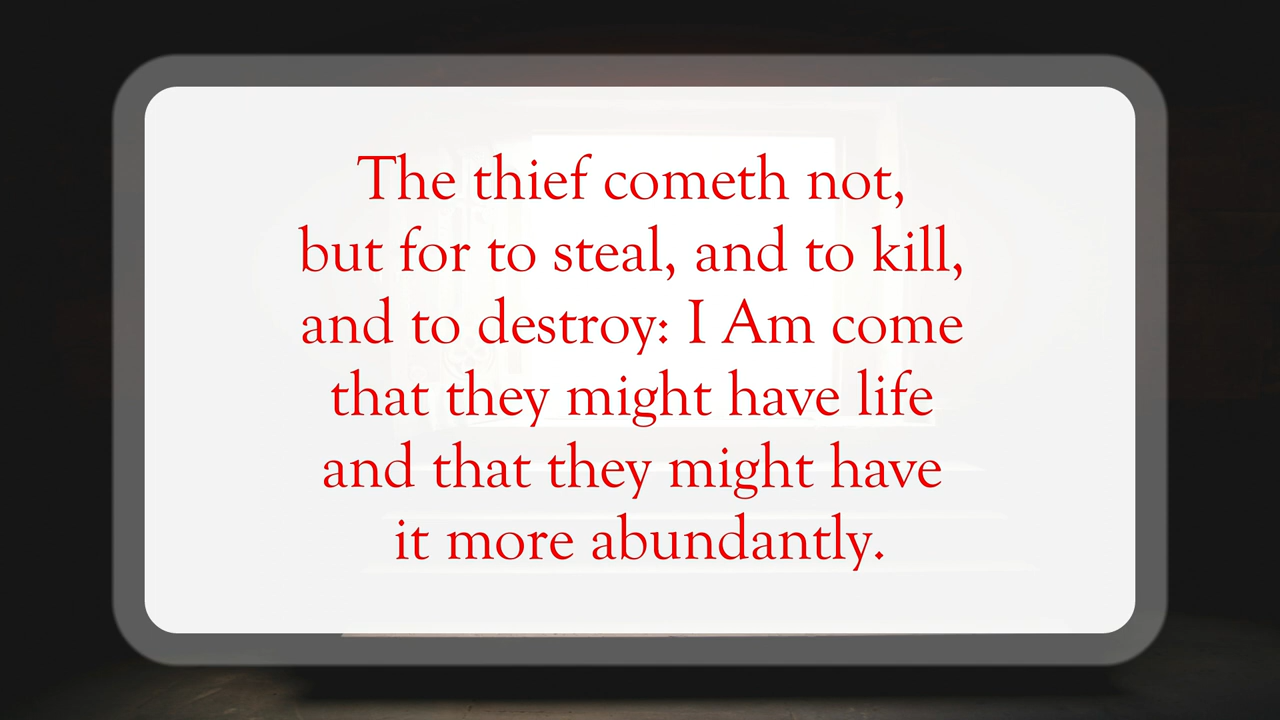 The thief cometh not,
but for to steal, and to kill,
and to destroy: I Am come
that they might have life
and that they might have
it more abundantly.